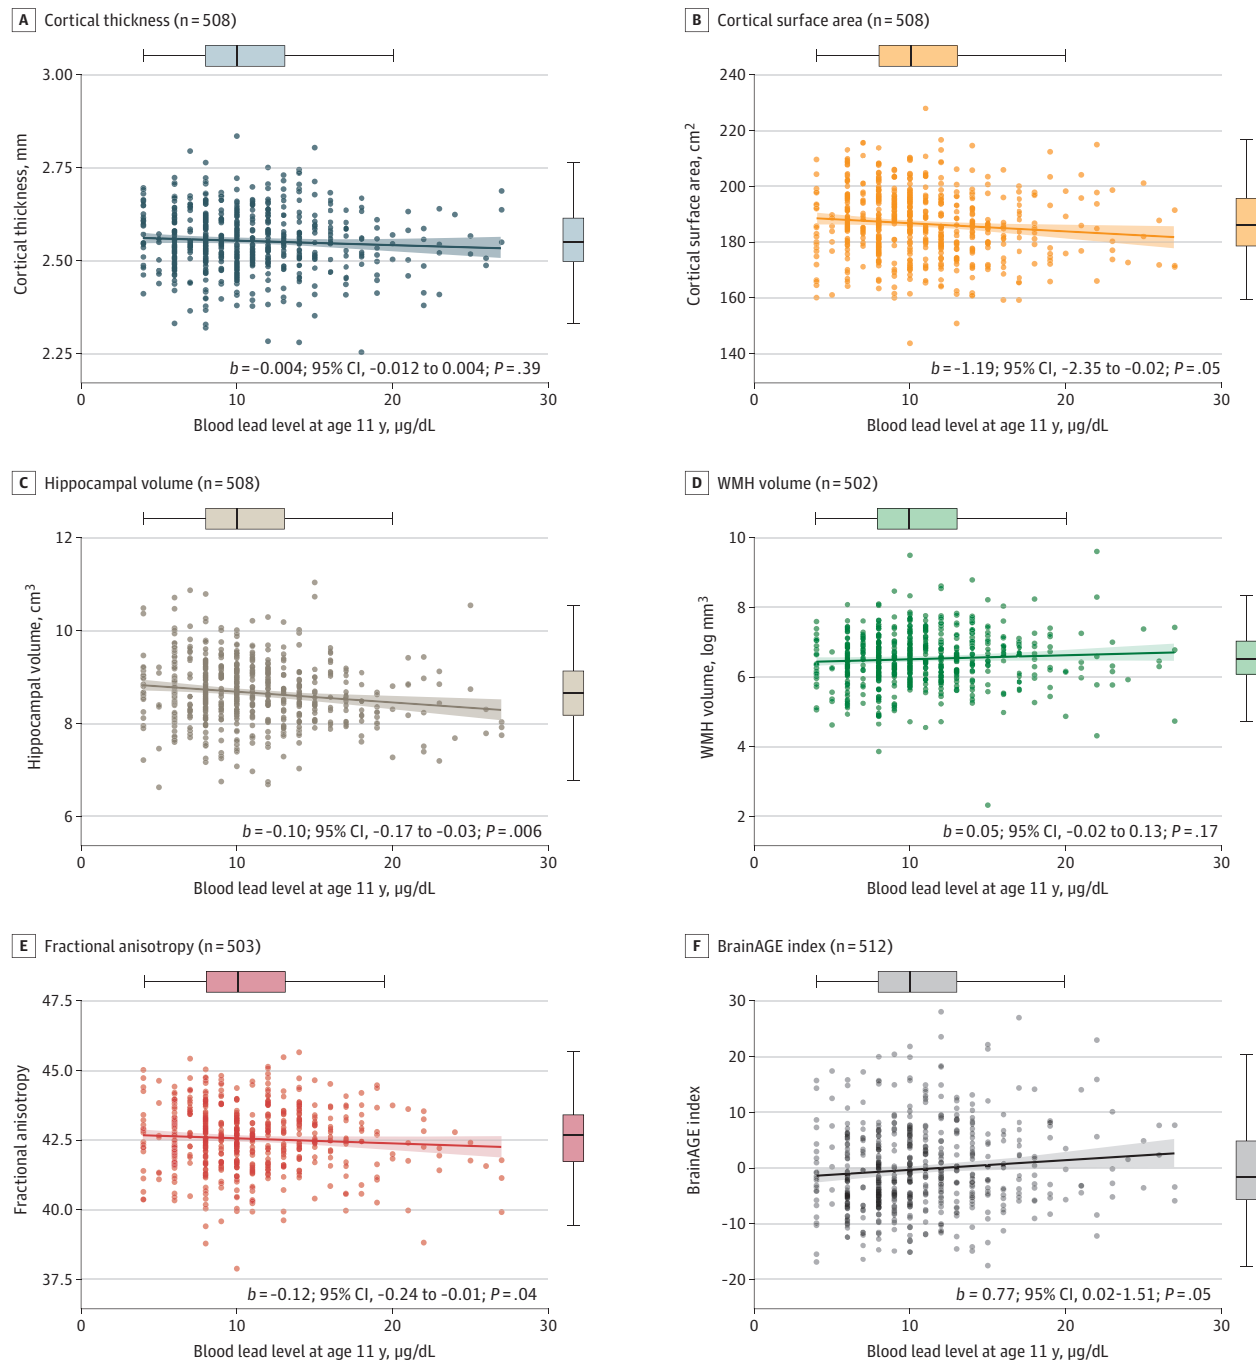 A Cortical thickness (n = 508)
3.00
2.75
2.50
2.25
Cortical thickness, mm
b = -0.004; 95% CI, -0.012 to 0.004; P = .39
0 10 20 30
Blood lead level at age 11 y, µg/dL
B Cortical surface area (n = 508)
240
220
200
180
160
140
Cortical surface area, cm2
b = -1.19; 95% CI, -2.35 to -0.02; P = .05
0 10 20 30
Blood lead level at age 11 y, µg/dL
C Hippocampal volume (n = 508)
12
10
8
6
Hippocampal volume, cm3
b = -0.10; 95% CI, -0.17 to -0.03; P = .006
0 10 20 30
Blood lead level at age 11 y, µg/dL
D WMH volume (n = 502)
10
8
6
4
2
WMH volume, log mm3
b = 0.05; 95% CI, -0.02 to 0.13; P = .17
0 10 20 30
Blood lead level at age 11 y, µg/dL
E Fractional anisotropy (n = 503)
47.5
45.0
42.5
40.0
37.5
Fractional anisotropy
b = -0.12; 95% CI, -0.24 to -0.01; P = .04
0 10 20 30
Blood lead level at age 11 y, µg/dL
F BrainAGE index (n = 512)
30
20
10
0
-10
-20
BrainAGE index
b = 0.77; 95% CI, 0.02-1.51; P = .05
0 10 20 30
Blood lead level at age 11 y, µg/dL